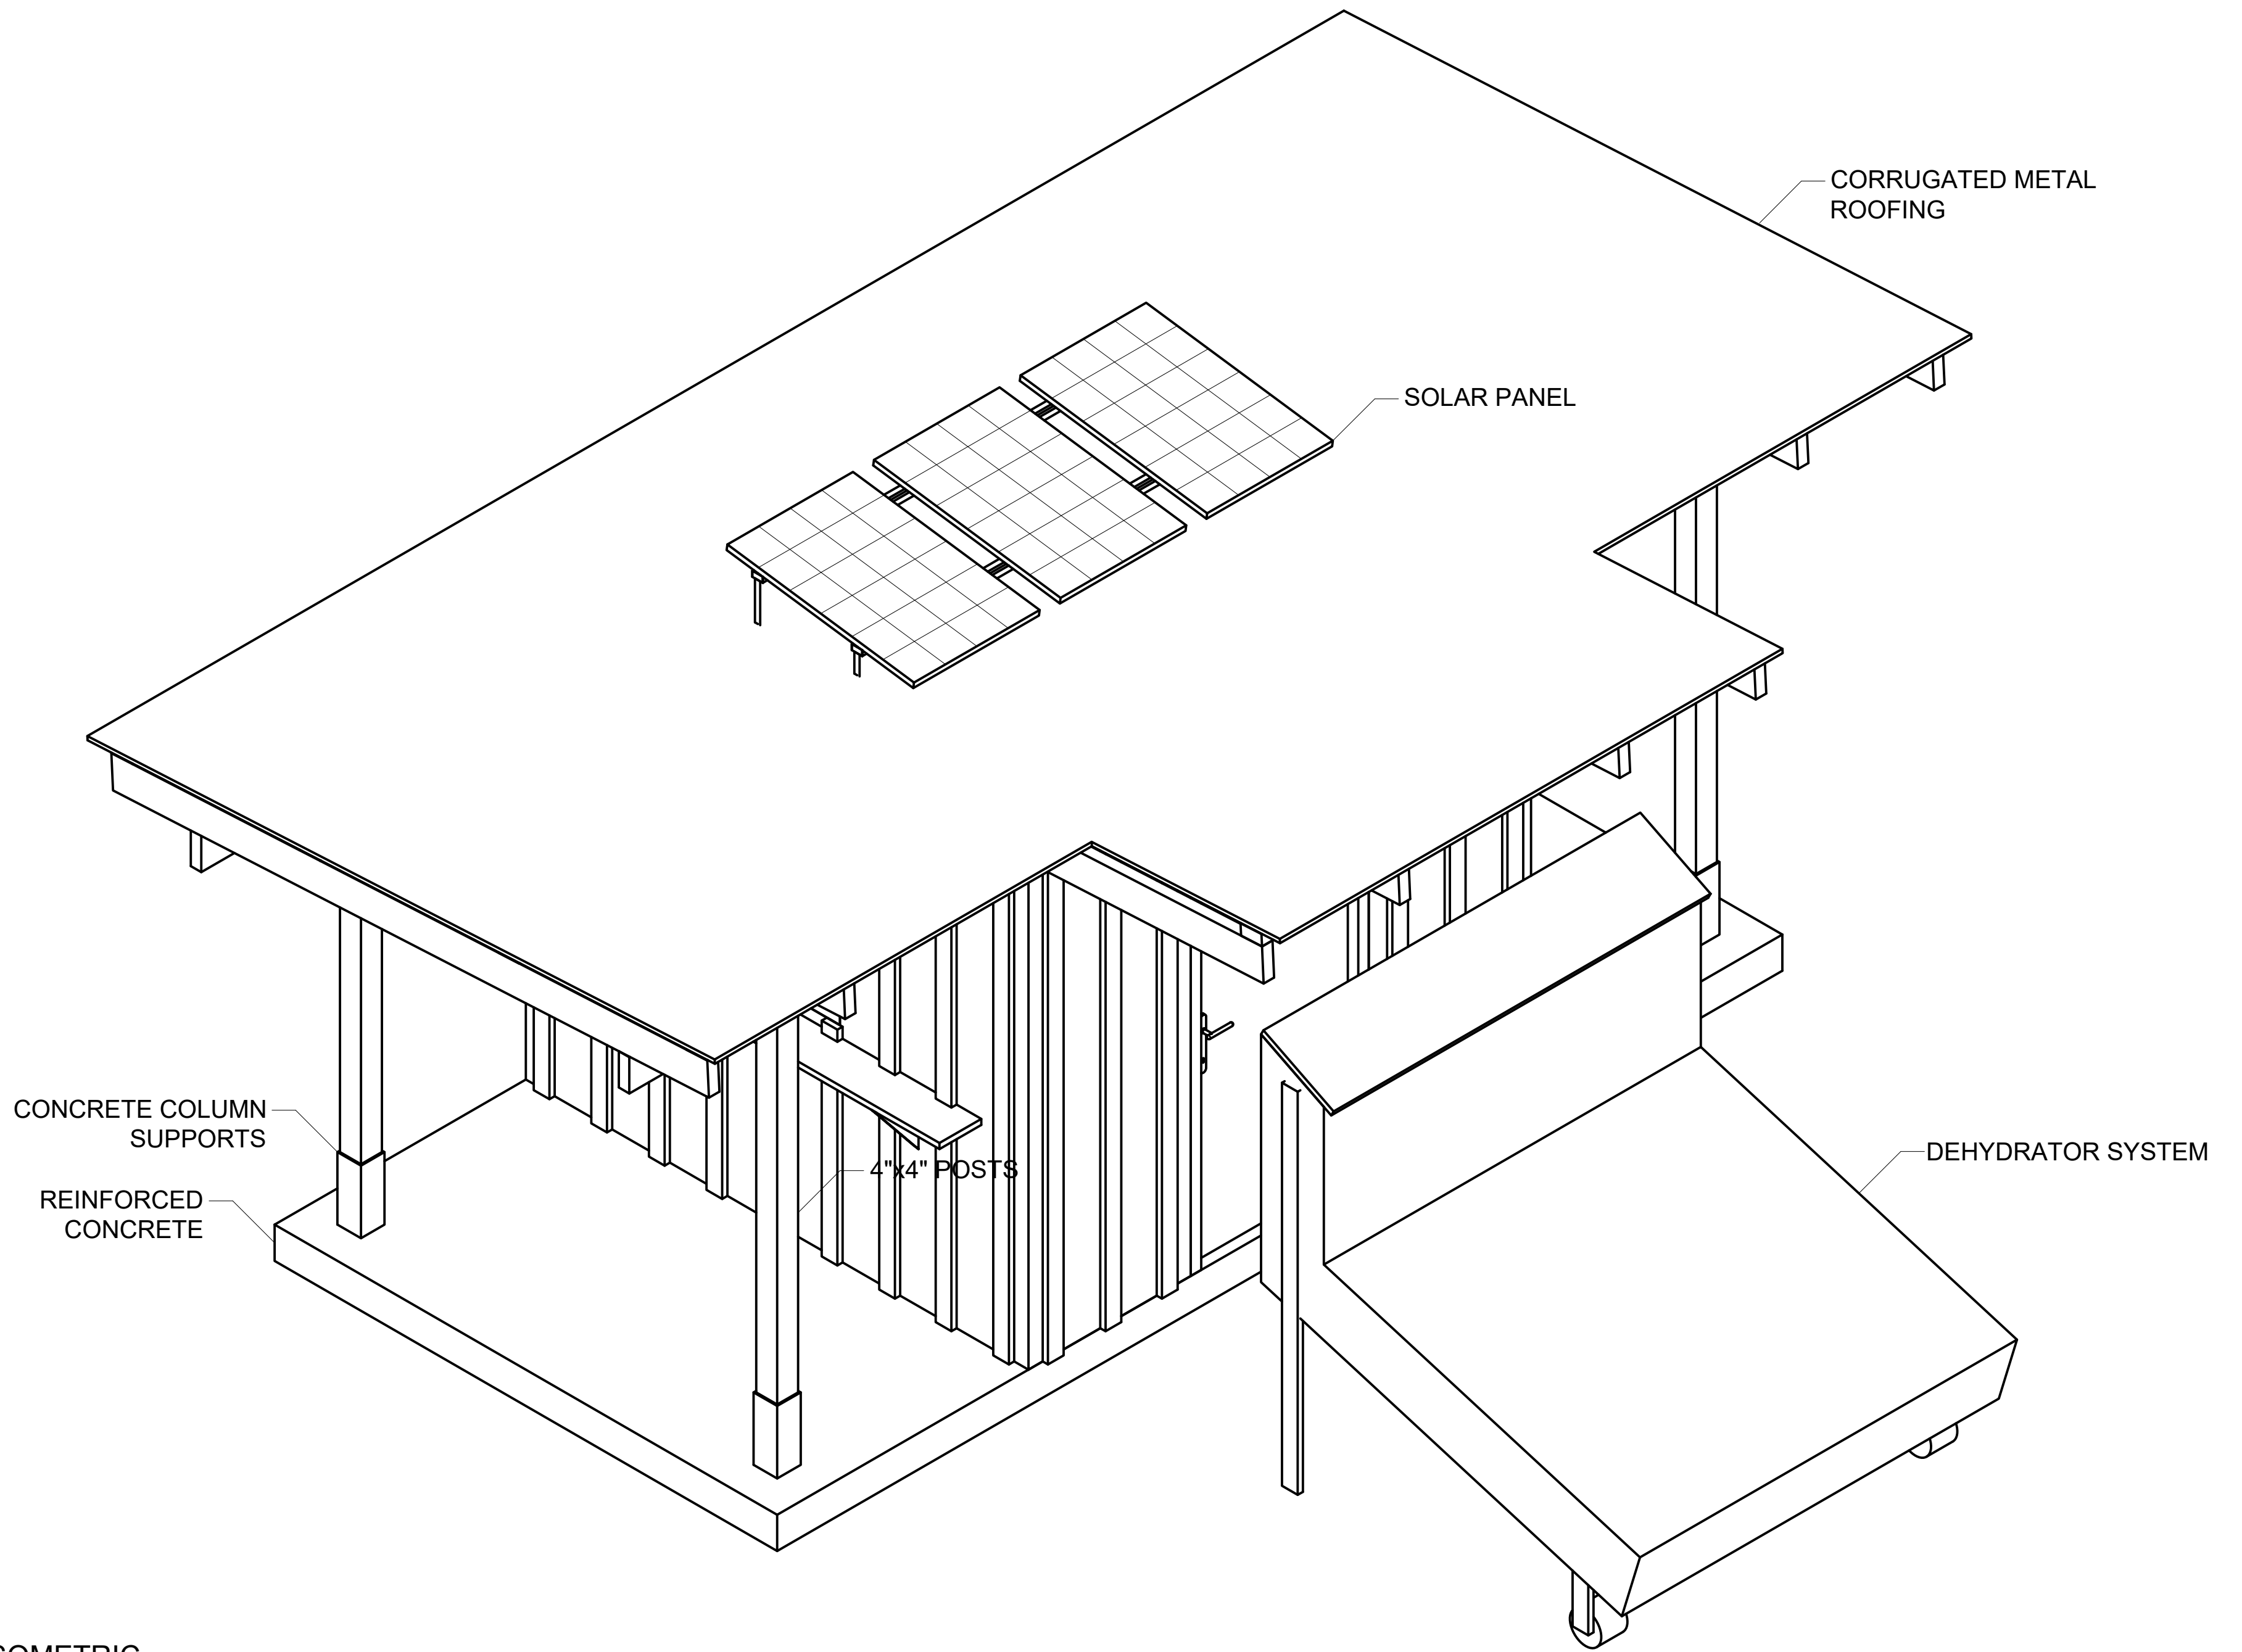 CORRUGATED METAL
ROOFING
SOLAR PANEL
CONCRETE COLUMN
SUPPORTS
4"x4" POSTS
DEHYDRATOR SYSTEM
REINFORCED
CONCRETE